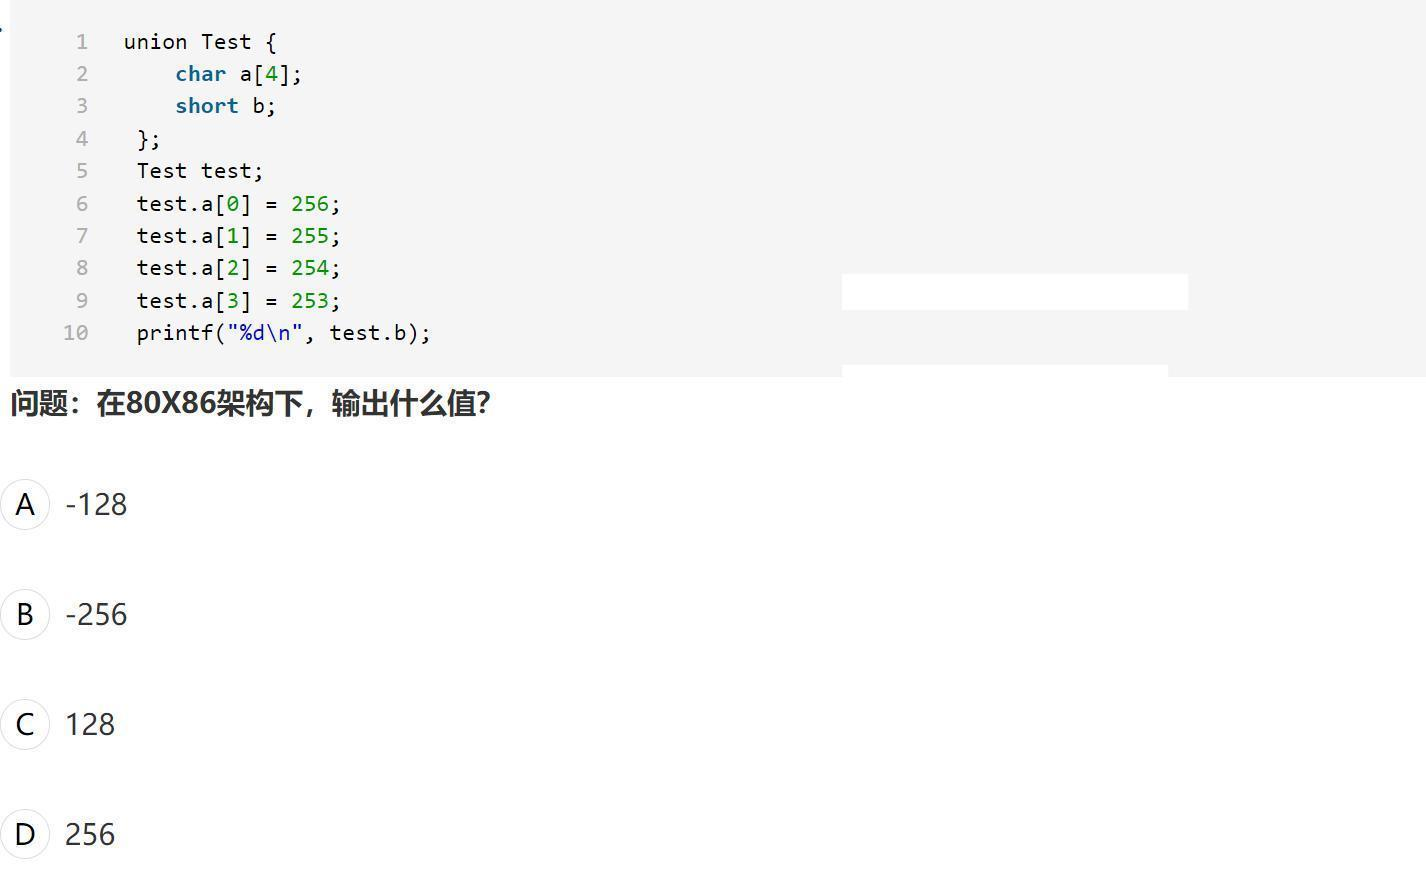 1 union Test {
2 char a[4];
3 short b;
4 };
5 Test test;
6 test.a[0] = 256;
7 test.a[1] = 255;
8 test.a[2] = 254;
9 test.a[3] = 253;
10 printf("%d\n", test.b);
问题：在80X86架构下，输出什么值？
A -128
B -256
C 128
D 256